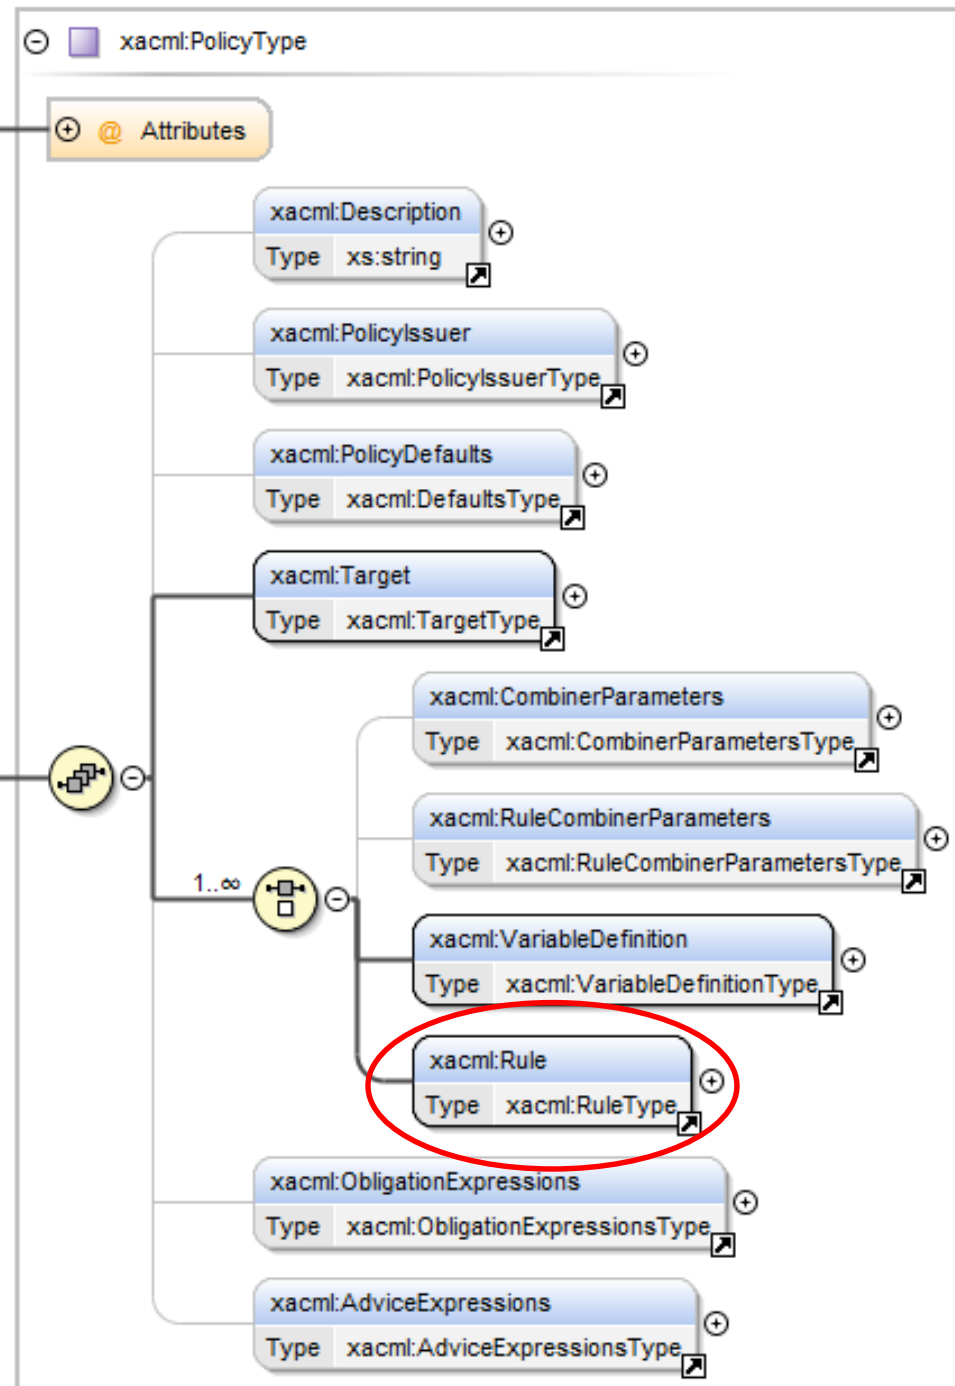 xacml:PolicyType
@ Attributes
xacml:Description
Type xs:string
xacml:PolicyIssuer
Type xacml:PolicyIssuerType
xacml:PolicyDefaults
Type xacml:DefaultsType
xacml:Target
Type xacml:TargetType
xacml:CombinerParameters
Type xacml:CombinerParametersType
xacml:RuleCombinerParameters
Type xacml:RuleCombinerParametersType
1..∞
xacml:VariableDefinition
Type xacml:VariableDefinitionType
xacml:Rule
Type xacml:RuleType
xacml:ObligationExpressions
Type xacml:ObligationExpressionsType
xacml:AdviceExpressions
Type xacml:AdviceExpressionsType